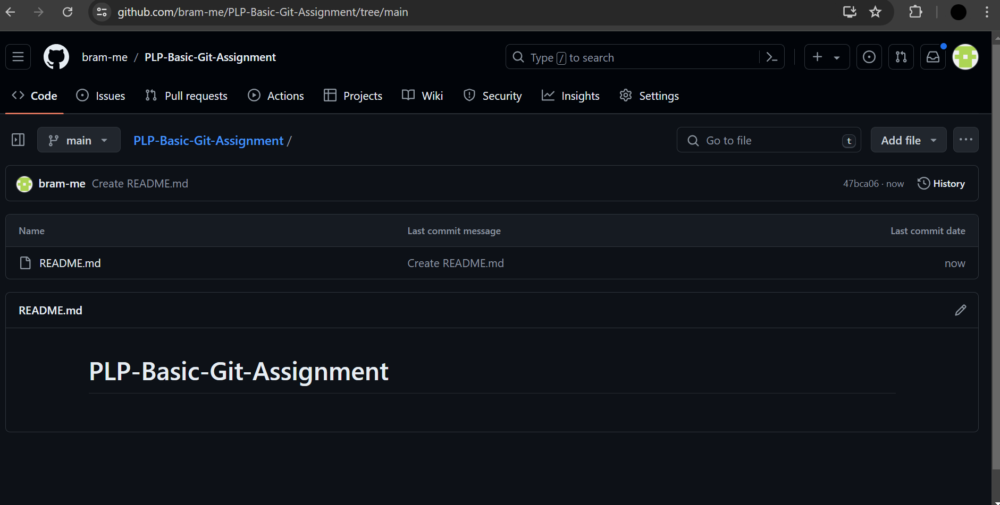 github.com/bram-me/PLP-Basic-Git-Assignment/tree/main
bram-me / PLP-Basic-Git-Assignment
Type / to search
Code Issues Pull requests Actions Projects Wiki Security Insights Settings
main PLP-Basic-Git-Assignment / Go to file t Add file
bram-me Create README.md 47bca06 · now History
Name Last commit message Last commit date
README.md Create README.md now
README.md
PLP-Basic-Git-Assignment